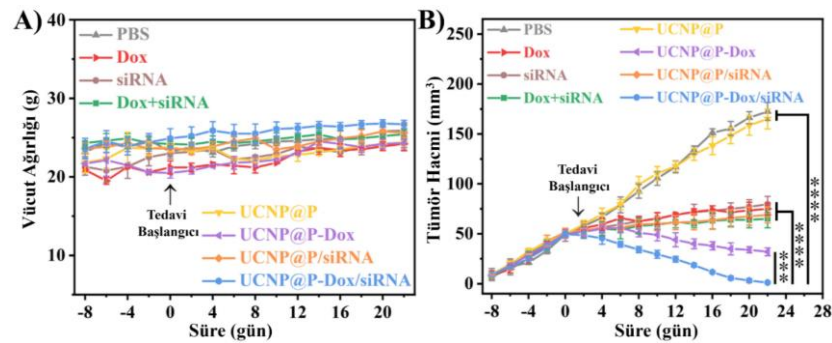 A)
PBS
Dox
siRNA
Dox+siRNA
UCNP@P
UCNP@P-Dox
UCNP@P/siRNA
UCNP@P-Dox/siRNA
Tedavi
Başlangıcı
Vücut Ağırlığı (g)
40
30
20
10
-8 -4 0 4 8 12 16 20
Süre (gün)
B)
PBS
Dox
siRNA
Dox+siRNA
UCNP@P
UCNP@P-Dox
UCNP@P/siRNA
UCNP@P-Dox/siRNA
Tedavi
Başlangıcı
Tümör Hacmi (mm³)
250
200
150
100
50
0
-8 -4 0 4 8 12 16 20 24 28
Süre (gün)
****
****
***